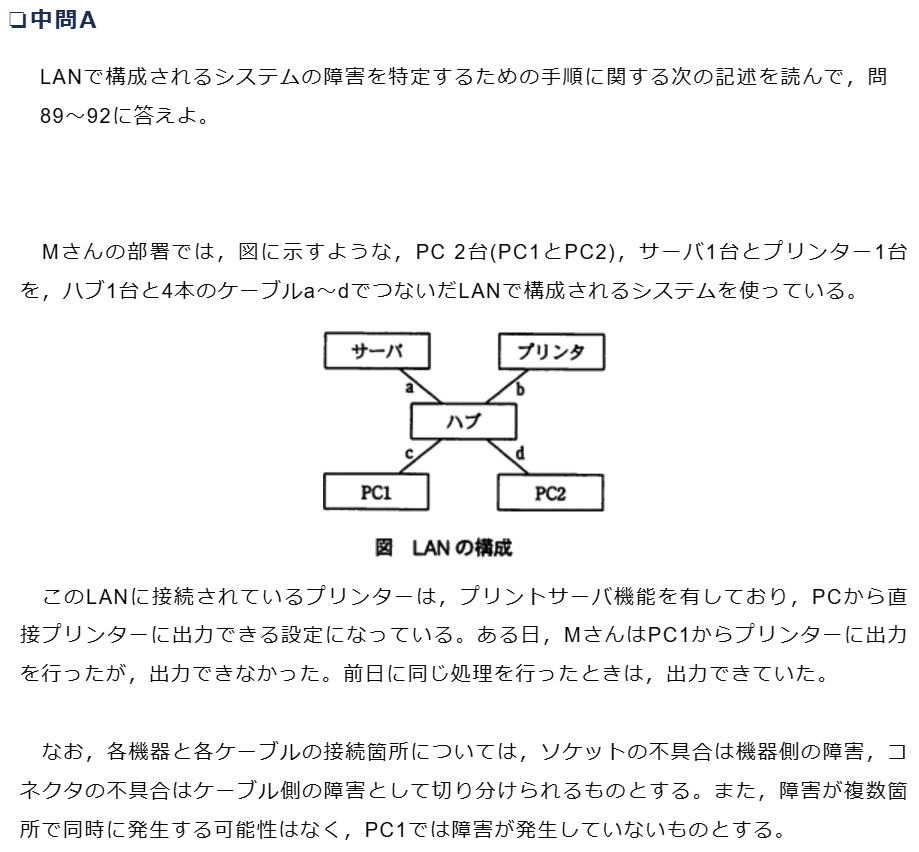 ❏中問A
LANで構成されるシステムの障害を特定するための手順に関する次の記述を読んで，問
89～92に答えよ。
Mさんの部署では，図に示すような，PC 2台(PC1とPC2)，サーバ1台とプリンター1台
を，ハブ1台と4本のケーブルa～dでつないだLANで構成されるシステムを使っている。
サーバ プリンタ
a b
ハブ
c d
PC1 PC2
図 LAN の構成
このLANに接続されているプリンターは，プリントサーバ機能を有しており，PCから直
接プリンターに出力できる設定になっている。ある日，MさんはPC1からプリンターに出力
を行ったが，出力できなかった。前日に同じ処理を行ったときは，出力できていた。
なお，各機器と各ケーブルの接続箇所については，ソケットの不具合は機器側の障害，コ
ネクタの不具合はケーブル側の障害として切り分けられるものとする。また，障害が複数箇
所で同時に発生する可能性はなく，PC1では障害が発生していないものとする。